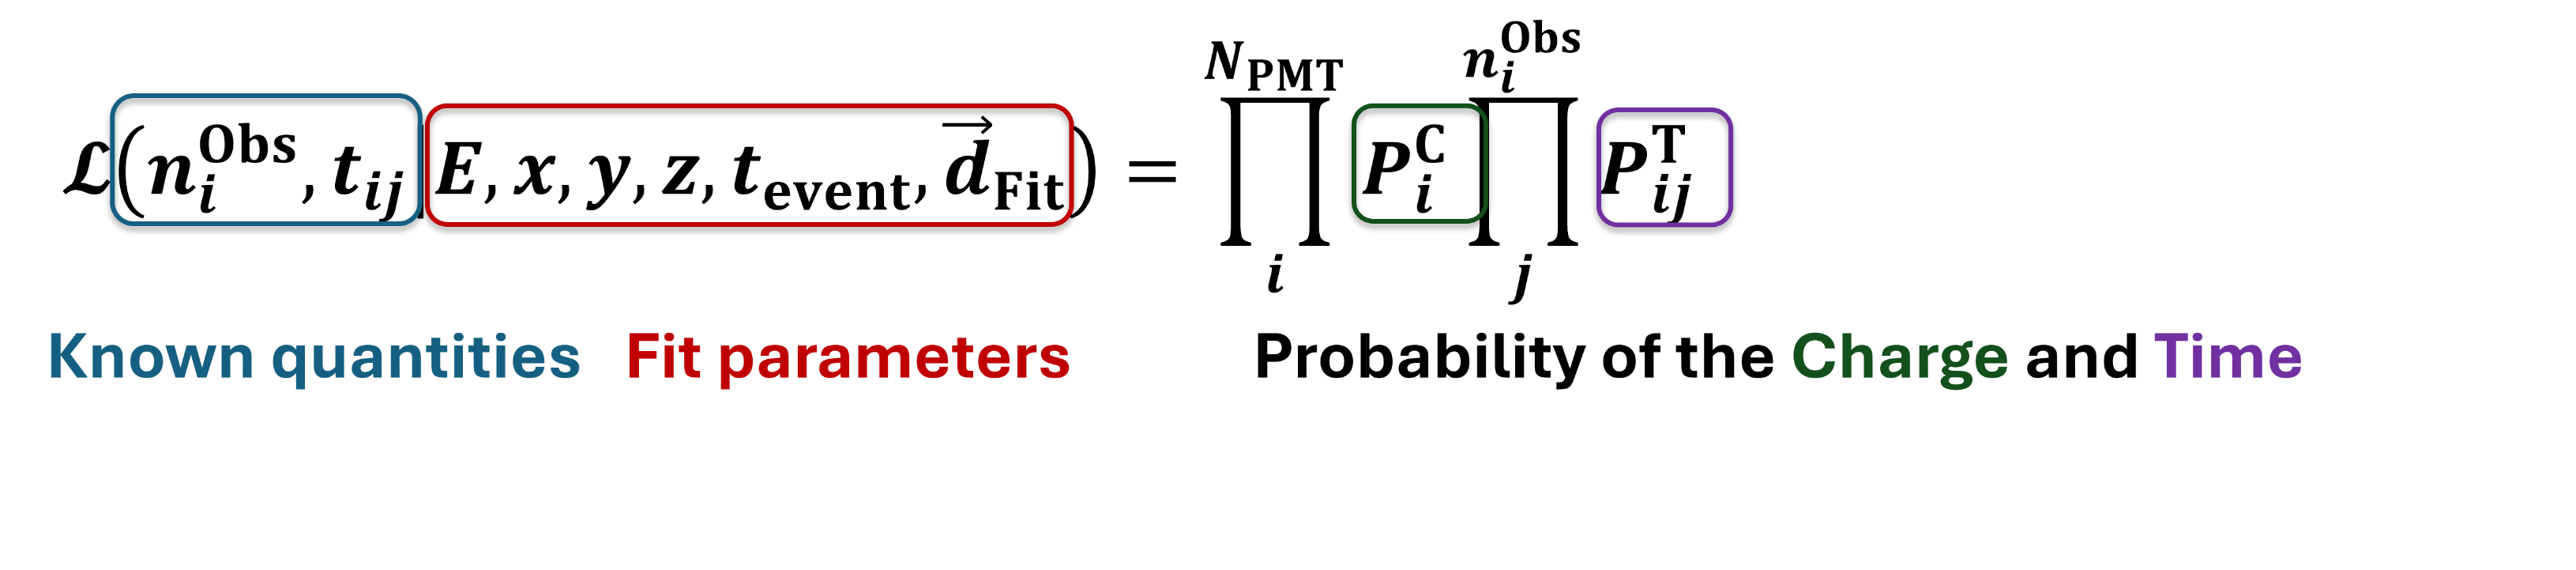 ℒ(n_i^Obs, t_ij|E, x, y, z, t_event, d⃗_Fit) = ∏_i^{N_PMT} P_i^C ∏_j^{n_i^Obs} P_ij^T
Known quantities Fit parameters Probability of the Charge and Time